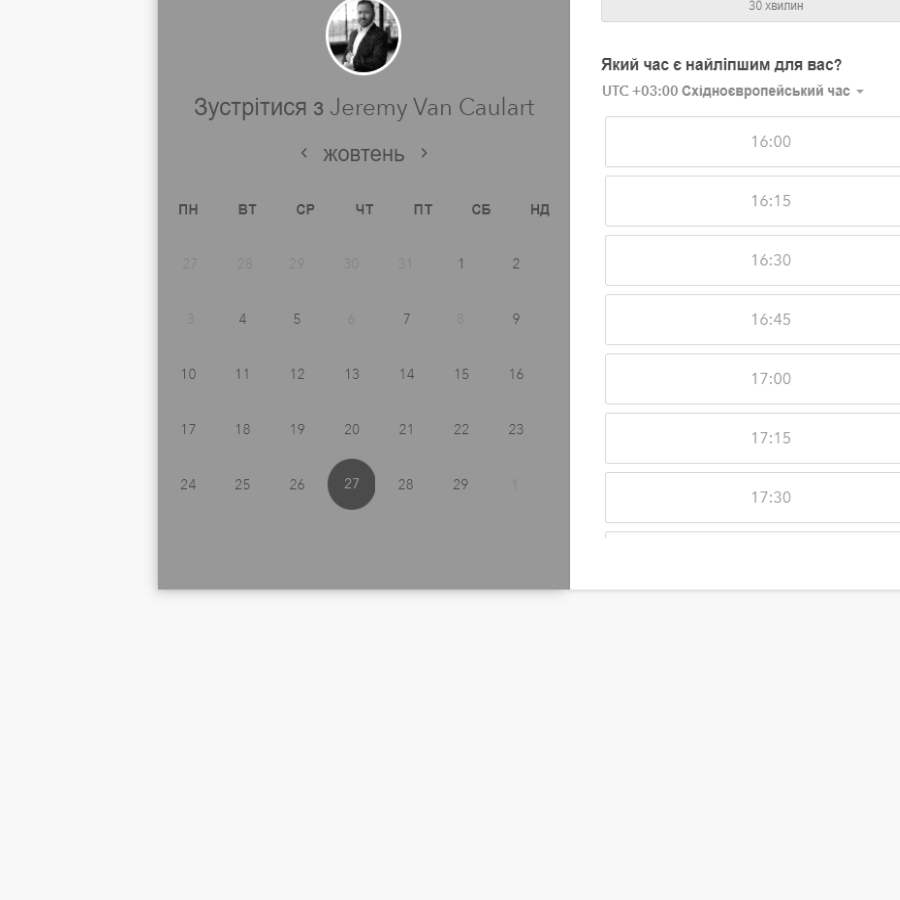 Зустрітися з Jeremy Van Caulart
жовтень
ПН ВТ СР ЧТ ПТ СБ НД
27 28 29 30 31 1 2
3 4 5 6 7 8 9
10 11 12 13 14 15 16
17 18 19 20 21 22 23
24 25 26 27 28 29 1
30 хвилин
Який час є найліпшим для вас?
UTC +03:00 Східноєвропейський час
16:00
16:15
16:30
16:45
17:00
17:15
17:30